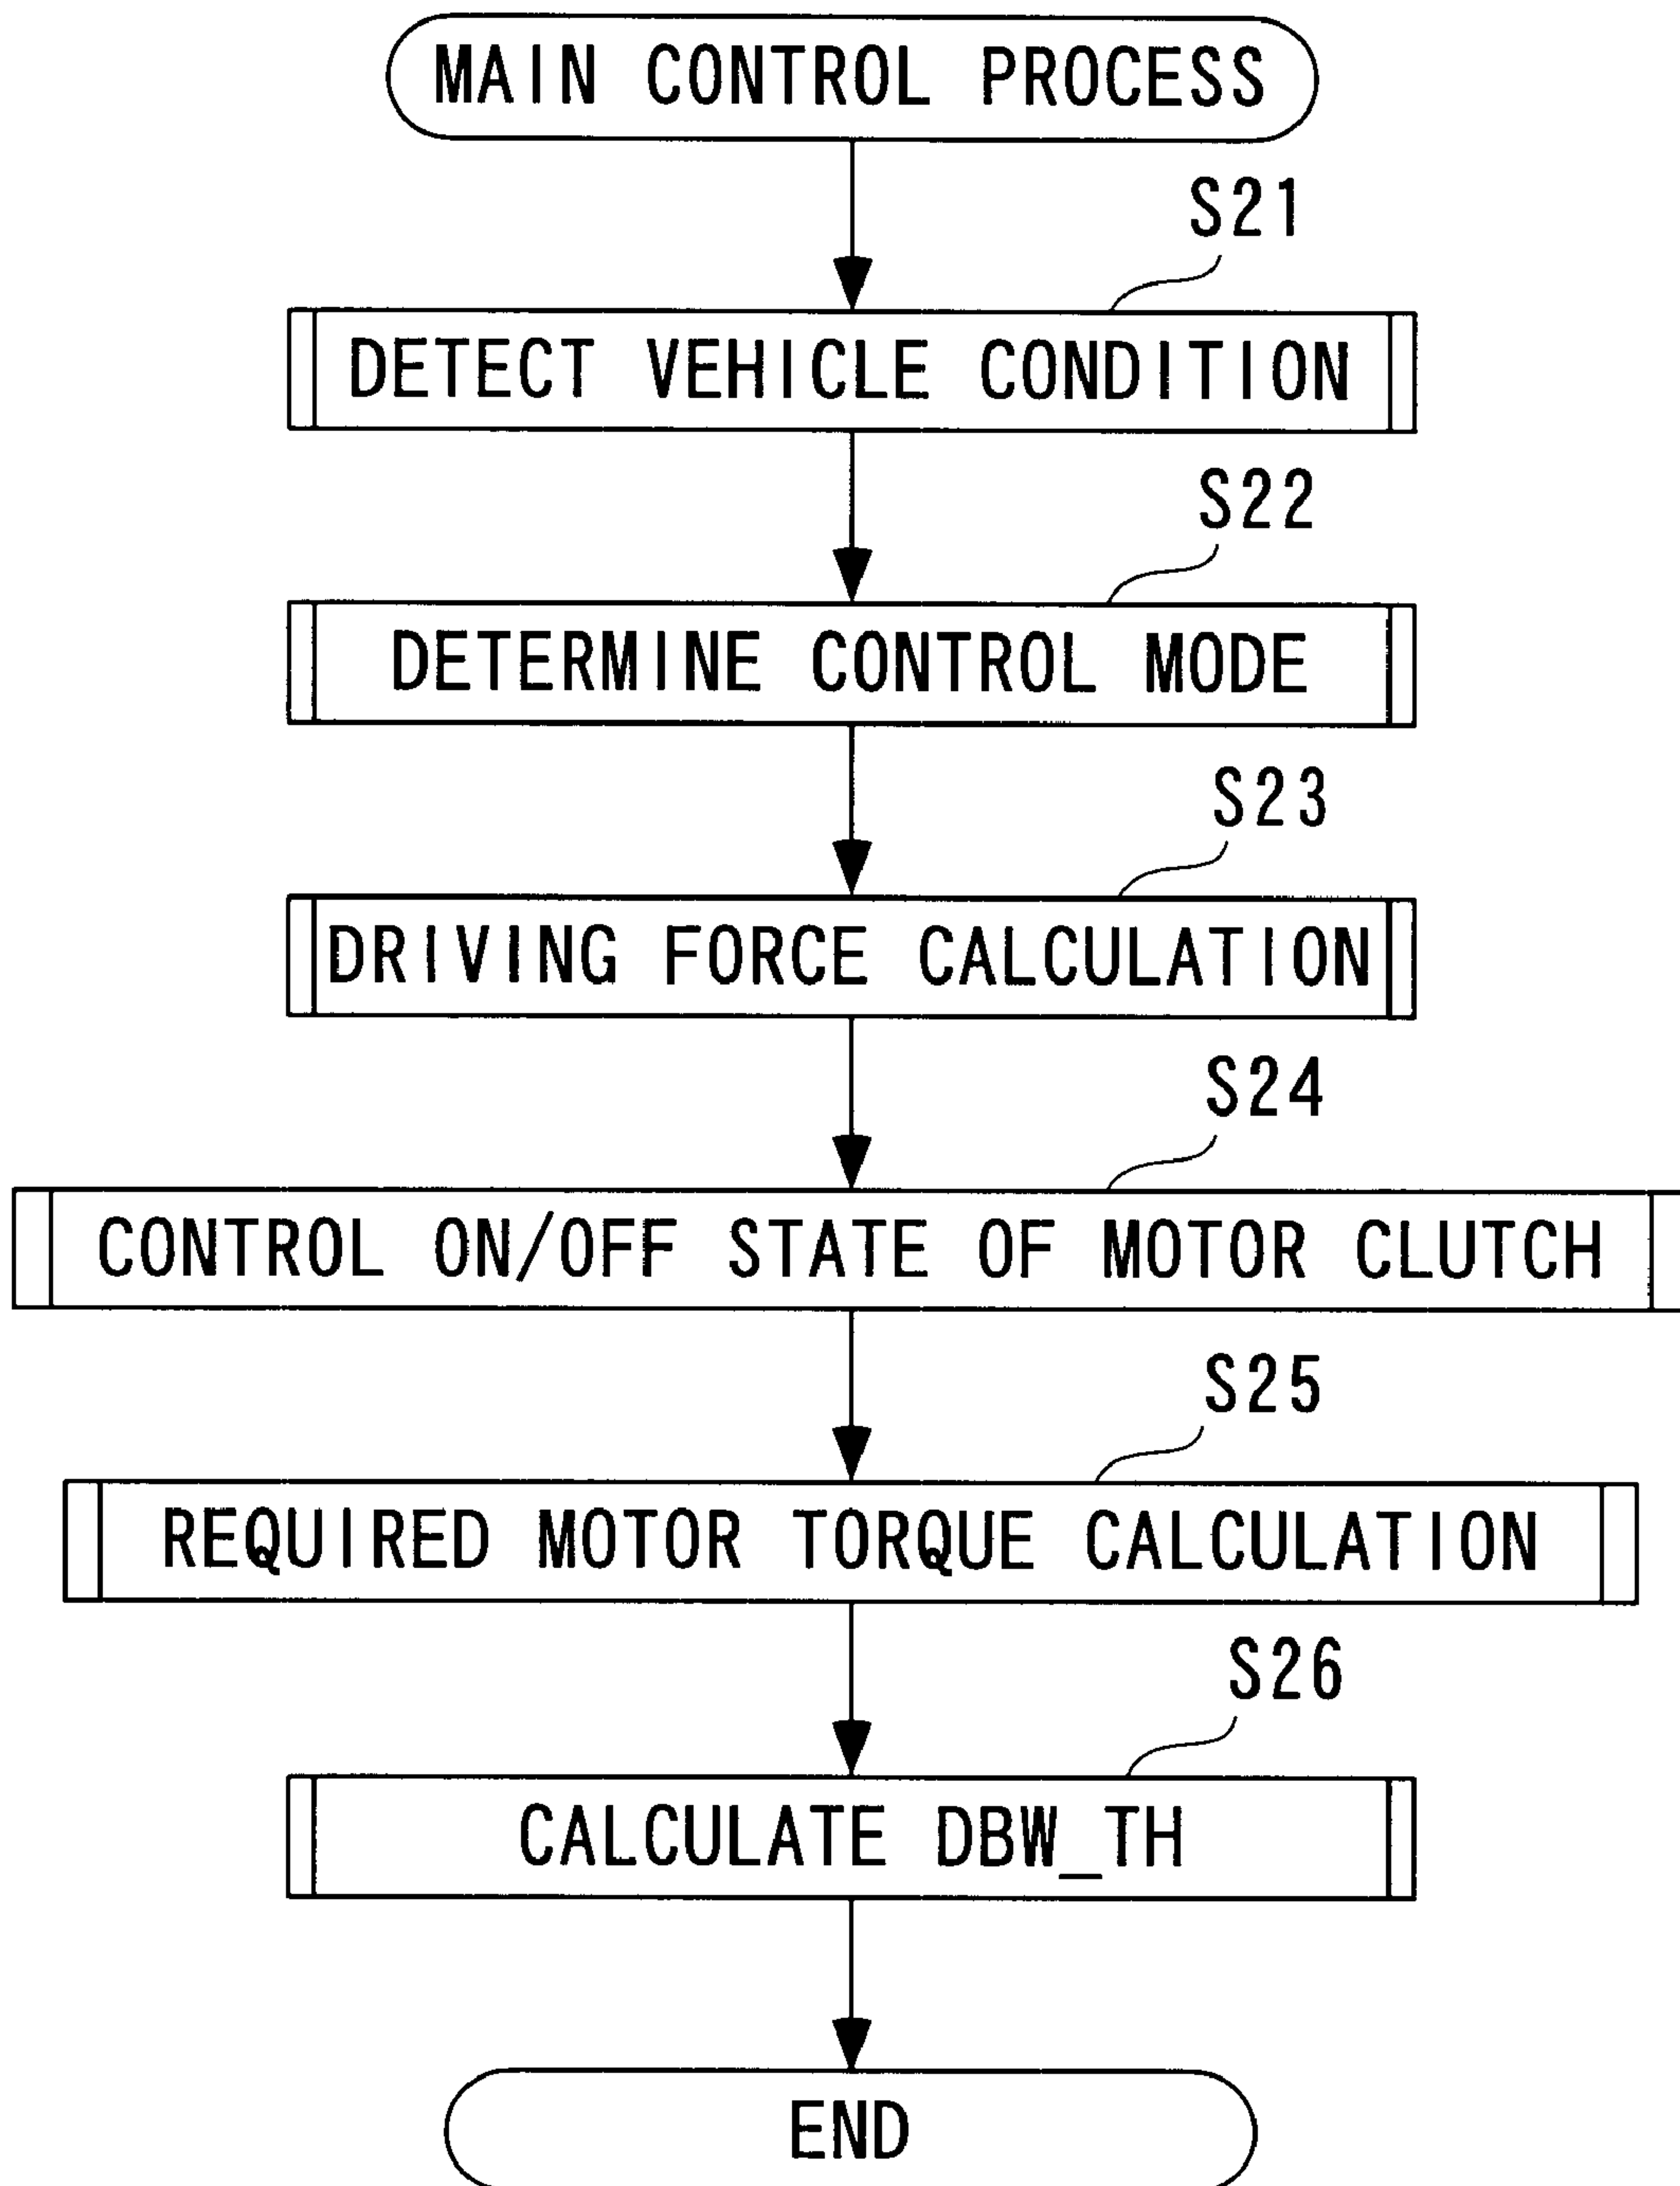 MAIN CONTROL PROCESS
S21
DETECT VEHICLE CONDITION
S22
DETERMINE CONTROL MODE
S23
DRIVING FORCE CALCULATION
S24
CONTROL ON/OFF STATE OF MOTOR CLUTCH
S25
REQUIRED MOTOR TORQUE CALCULATION
S26
CALCULATE DBW_TH
END